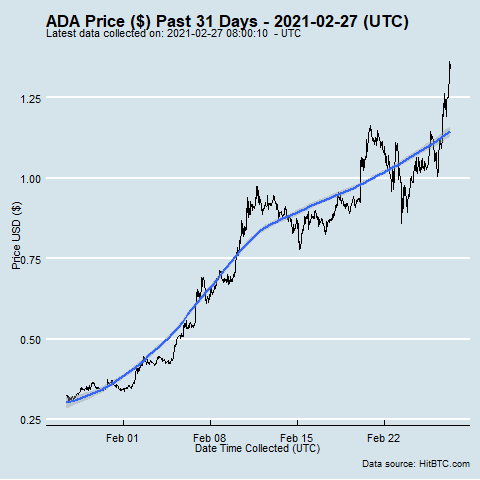 ADA Price ($) Past 31 Days - 2021-02-27 (UTC)
Latest data collected on: 2021-02-27 08:00:10 - UTC
Price USD ($)
1.25
1.00
0.75
0.50
0.25
Feb 01 Feb 08 Feb 15 Feb 22
Date Time Collected (UTC)
Data source: HitBTC.com